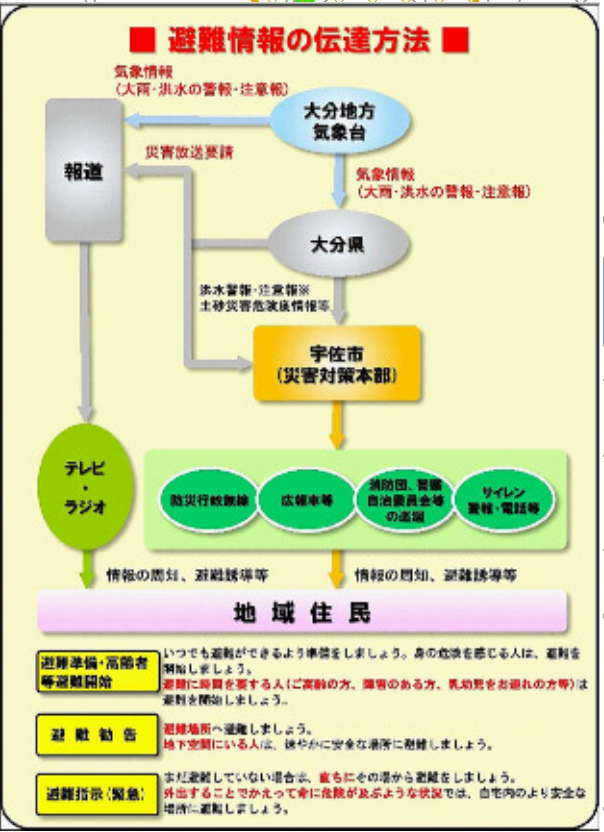 ■ 避難情報の伝達方法 ■
気象情報
（大雨・洪水の警報・注意報）
大分地方
気象台
報道
災害放送要請
気象情報
（大雨・洪水の警報・注意報）
大分県
洪水警報・注意報※
土砂災害危険度情報等
宇佐市
（災害対策本部）
テレビ
・
ラジオ
防災行政無線
広報車等
消防団、警察
自治委員会等
の巡回
サイレン
警報・電話等
情報の周知、避難誘導等
情報の周知、避難誘導等
地域住民
避難準備・高齢者
等避難開始
いつでも避難ができるよう準備をしましょう。身の危険を感じる人は、避難を
開始しましょう。
避難に時間を要する人（ご高齢の方、障害のある方、乳幼児をお連れの方等）は
避難を開始しましょう。
避難勧告
避難場所へ避難しましょう。
地下空間にいる人は、速やかに安全な場所に避難しましょう。
避難指示（緊急）
まだ避難していない場合は、直ちにその場から避難をしましょう。
外出することでかえって命に危険が及ぶような状況では、自宅内のより安全な
場所に避難しましょう。